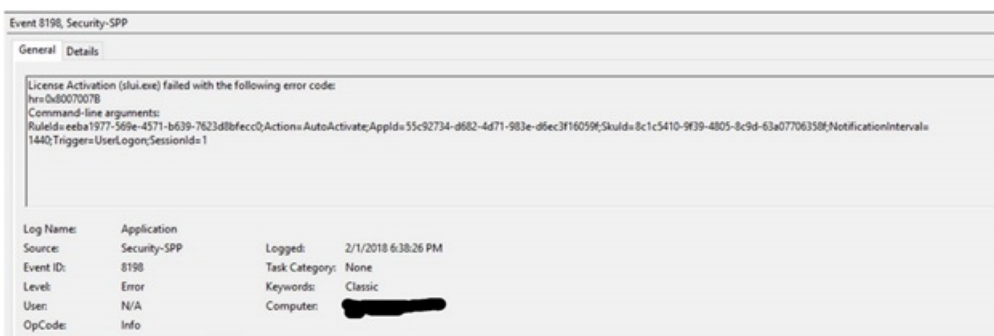 Event 8198, Security-SPP
General Details
License Activation (slui.exe) failed with the following error code:
hr=0x8007007B
Command-line arguments:
RuleId=eeba1977-569e-4571-b639-7623d8bfecc0;Action=AutoActivate;AppId=55c92734-d682-4d71-983e-d6ec3f16059f;SkuId=8c1c5410-9f39-4805-8c9d-63a07706358f;NotificationInterval=
1440;Trigger=UserLogon;SessionId=1
Log Name: Application
Source: Security-SPP Logged: 2/1/2018 6:38:26 PM
Event ID: 8198 Task Category: None
Level: Error Keywords: Classic
User: N/A Computer:
OpCode: Info